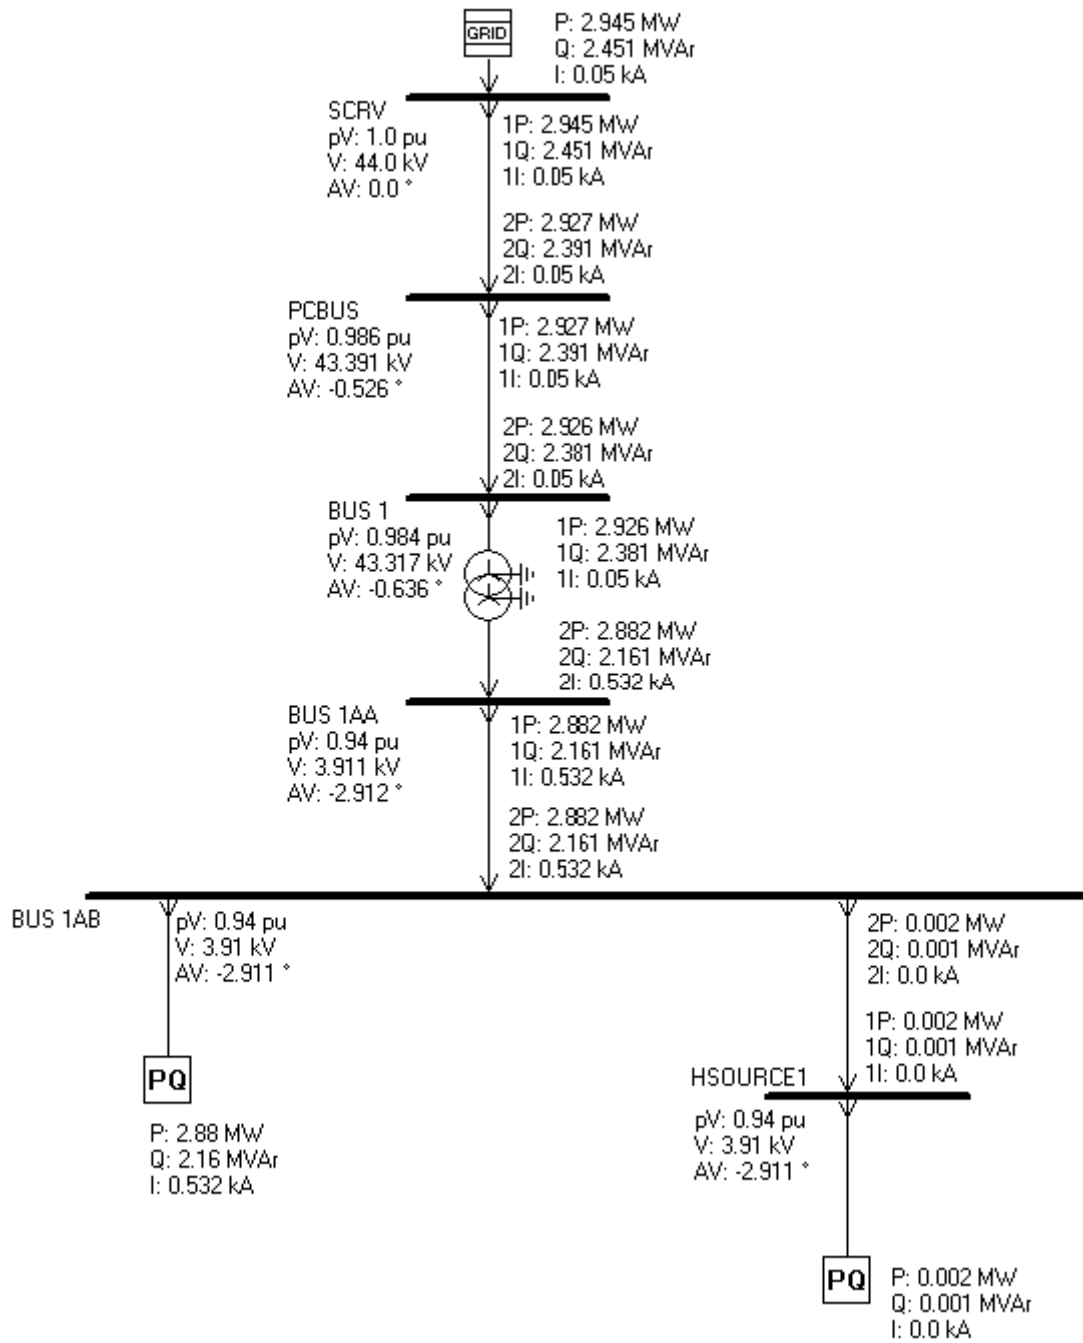 GRID
P: 2.945 MW
Q: 2.451 MVAr
I: 0.05 kA
SCRV
pV: 1.0 pu
V: 44.0 kV
AV: 0.0 °
1P: 2.945 MW
1Q: 2.451 MVAr
1I: 0.05 kA
2P: 2.927 MW
2Q: 2.391 MVAr
2I: 0.05 kA
PCBUS
pV: 0.986 pu
V: 43.391 kV
AV: -0.526 °
1P: 2.927 MW
1Q: 2.391 MVAr
1I: 0.05 kA
2P: 2.926 MW
2Q: 2.381 MVAr
2I: 0.05 kA
BUS 1
pV: 0.984 pu
V: 43.317 kV
AV: -0.636 °
1P: 2.926 MW
1Q: 2.381 MVAr
1I: 0.05 kA
2P: 2.882 MW
2Q: 2.161 MVAr
2I: 0.532 kA
BUS 1AA
pV: 0.94 pu
V: 3.911 kV
AV: -2.912 °
1P: 2.882 MW
1Q: 2.161 MVAr
1I: 0.532 kA
2P: 2.882 MW
2Q: 2.161 MVAr
2I: 0.532 kA
BUS 1AB
pV: 0.94 pu
V: 3.91 kV
AV: -2.911 °
2P: 0.002 MW
2Q: 0.001 MVAr
2I: 0.0 kA
1P: 0.002 MW
1Q: 0.001 MVAr
1I: 0.0 kA
PQ
P: 2.88 MW
Q: 2.16 MVAr
I: 0.532 kA
HSOURCE1
pV: 0.94 pu
V: 3.91 kV
AV: -2.911 °
PQ
P: 0.002 MW
Q: 0.001 MVAr
I: 0.0 kA